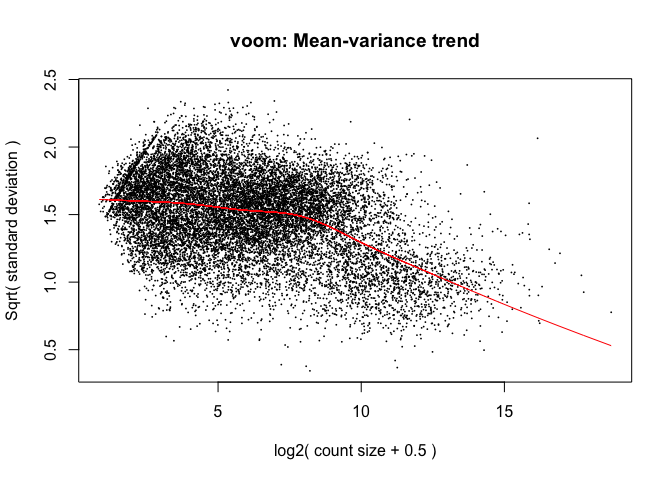 voom: Mean-variance trend
Sqrt( standard deviation )
2.5
2.0
1.5
1.0
0.5
5
10
15
log2( count size + 0.5 )